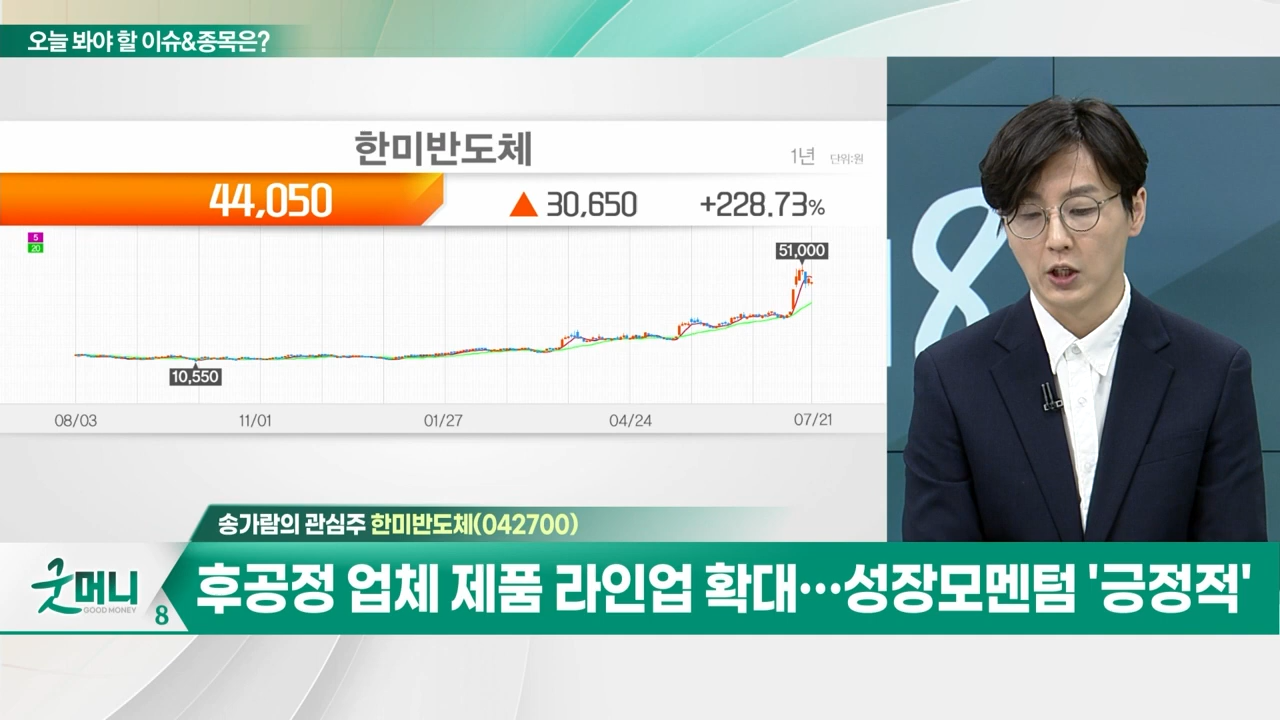 오늘 봐야 할 이슈&종목은?
한미반도체
1년 단위:원
44,050 ▲ 30,650 +228.73%
5
20
51,000
10,550
08/03 11/01 01/27 04/24 07/21
8
송가람의 관심주 한미반도체(042700)
굿머니 GOOD MONEY 8
후공정 업체 제품 라인업 확대…성장모멘텀 '긍정적'